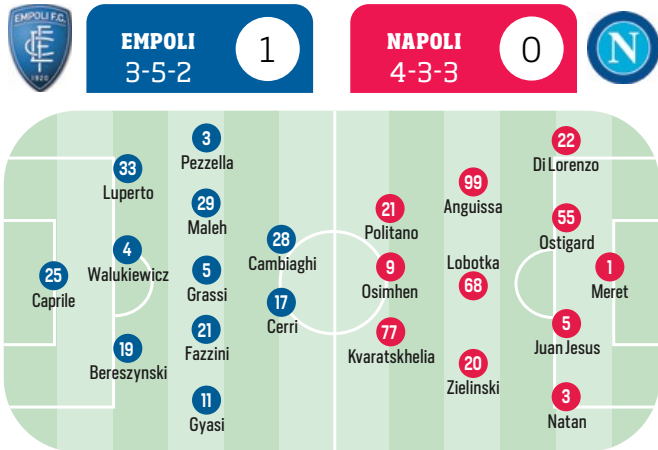 EMPOLI F.C.
1920
EMPOLI
3-5-2
1
NAPOLI
4-3-3
0
N
25
Caprile
33
Luperto
4
Walukiewicz
19
Bereszynski
3
Pezzella
29
Maleh
5
Grassi
21
Fazzini
11
Gyasi
28
Cambiaghi
17
Cerri
21
Politano
9
Osimhen
77
Kvaratskhelia
99
Anguissa
Lobotka
68
20
Zielinski
22
Di Lorenzo
55
Ostigard
5
Juan Jesus
3
Natan
1
Meret